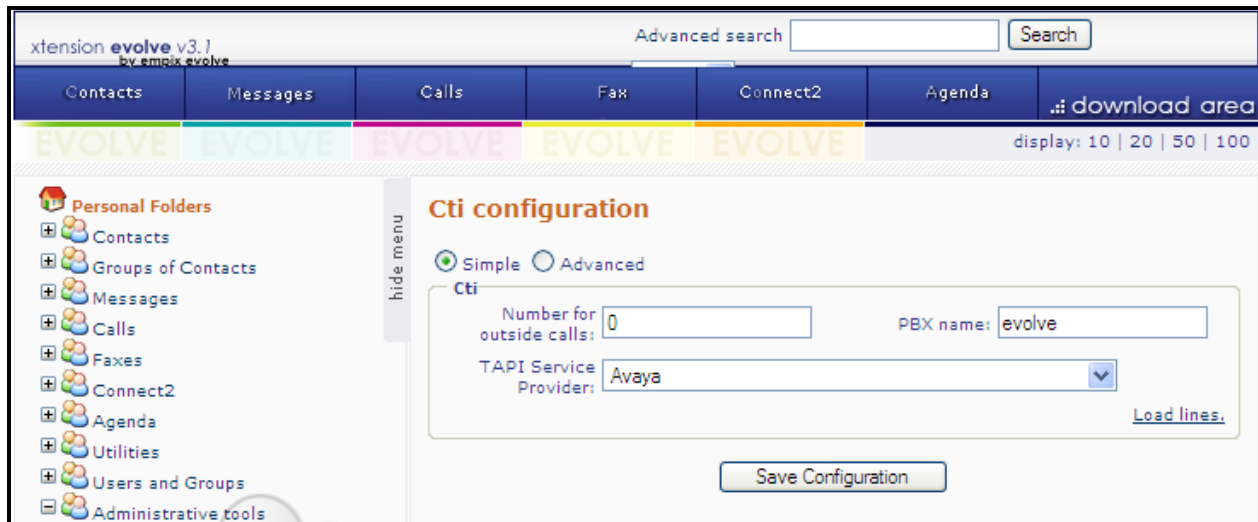 xtension evolve v3.1
by empix evolve
Advanced search
Search
Contacts
Messages
Calls
Fax
Connect2
Agenda
.:: download area
EVOLVE EVOLVE EVOLVE EVOLVE EVOLVE
display: 10 | 20 | 50 | 100
Personal Folders
Contacts
Groups of Contacts
Messages
Calls
Faxes
Connect2
Agenda
Utilities
Users and Groups
Administrative tools
hide menu
Cti configuration
Simple
Advanced
Cti
Number for
outside calls:
0
PBX name:
evolve
TAPI Service
Provider:
Avaya
Load lines.
Save Configuration